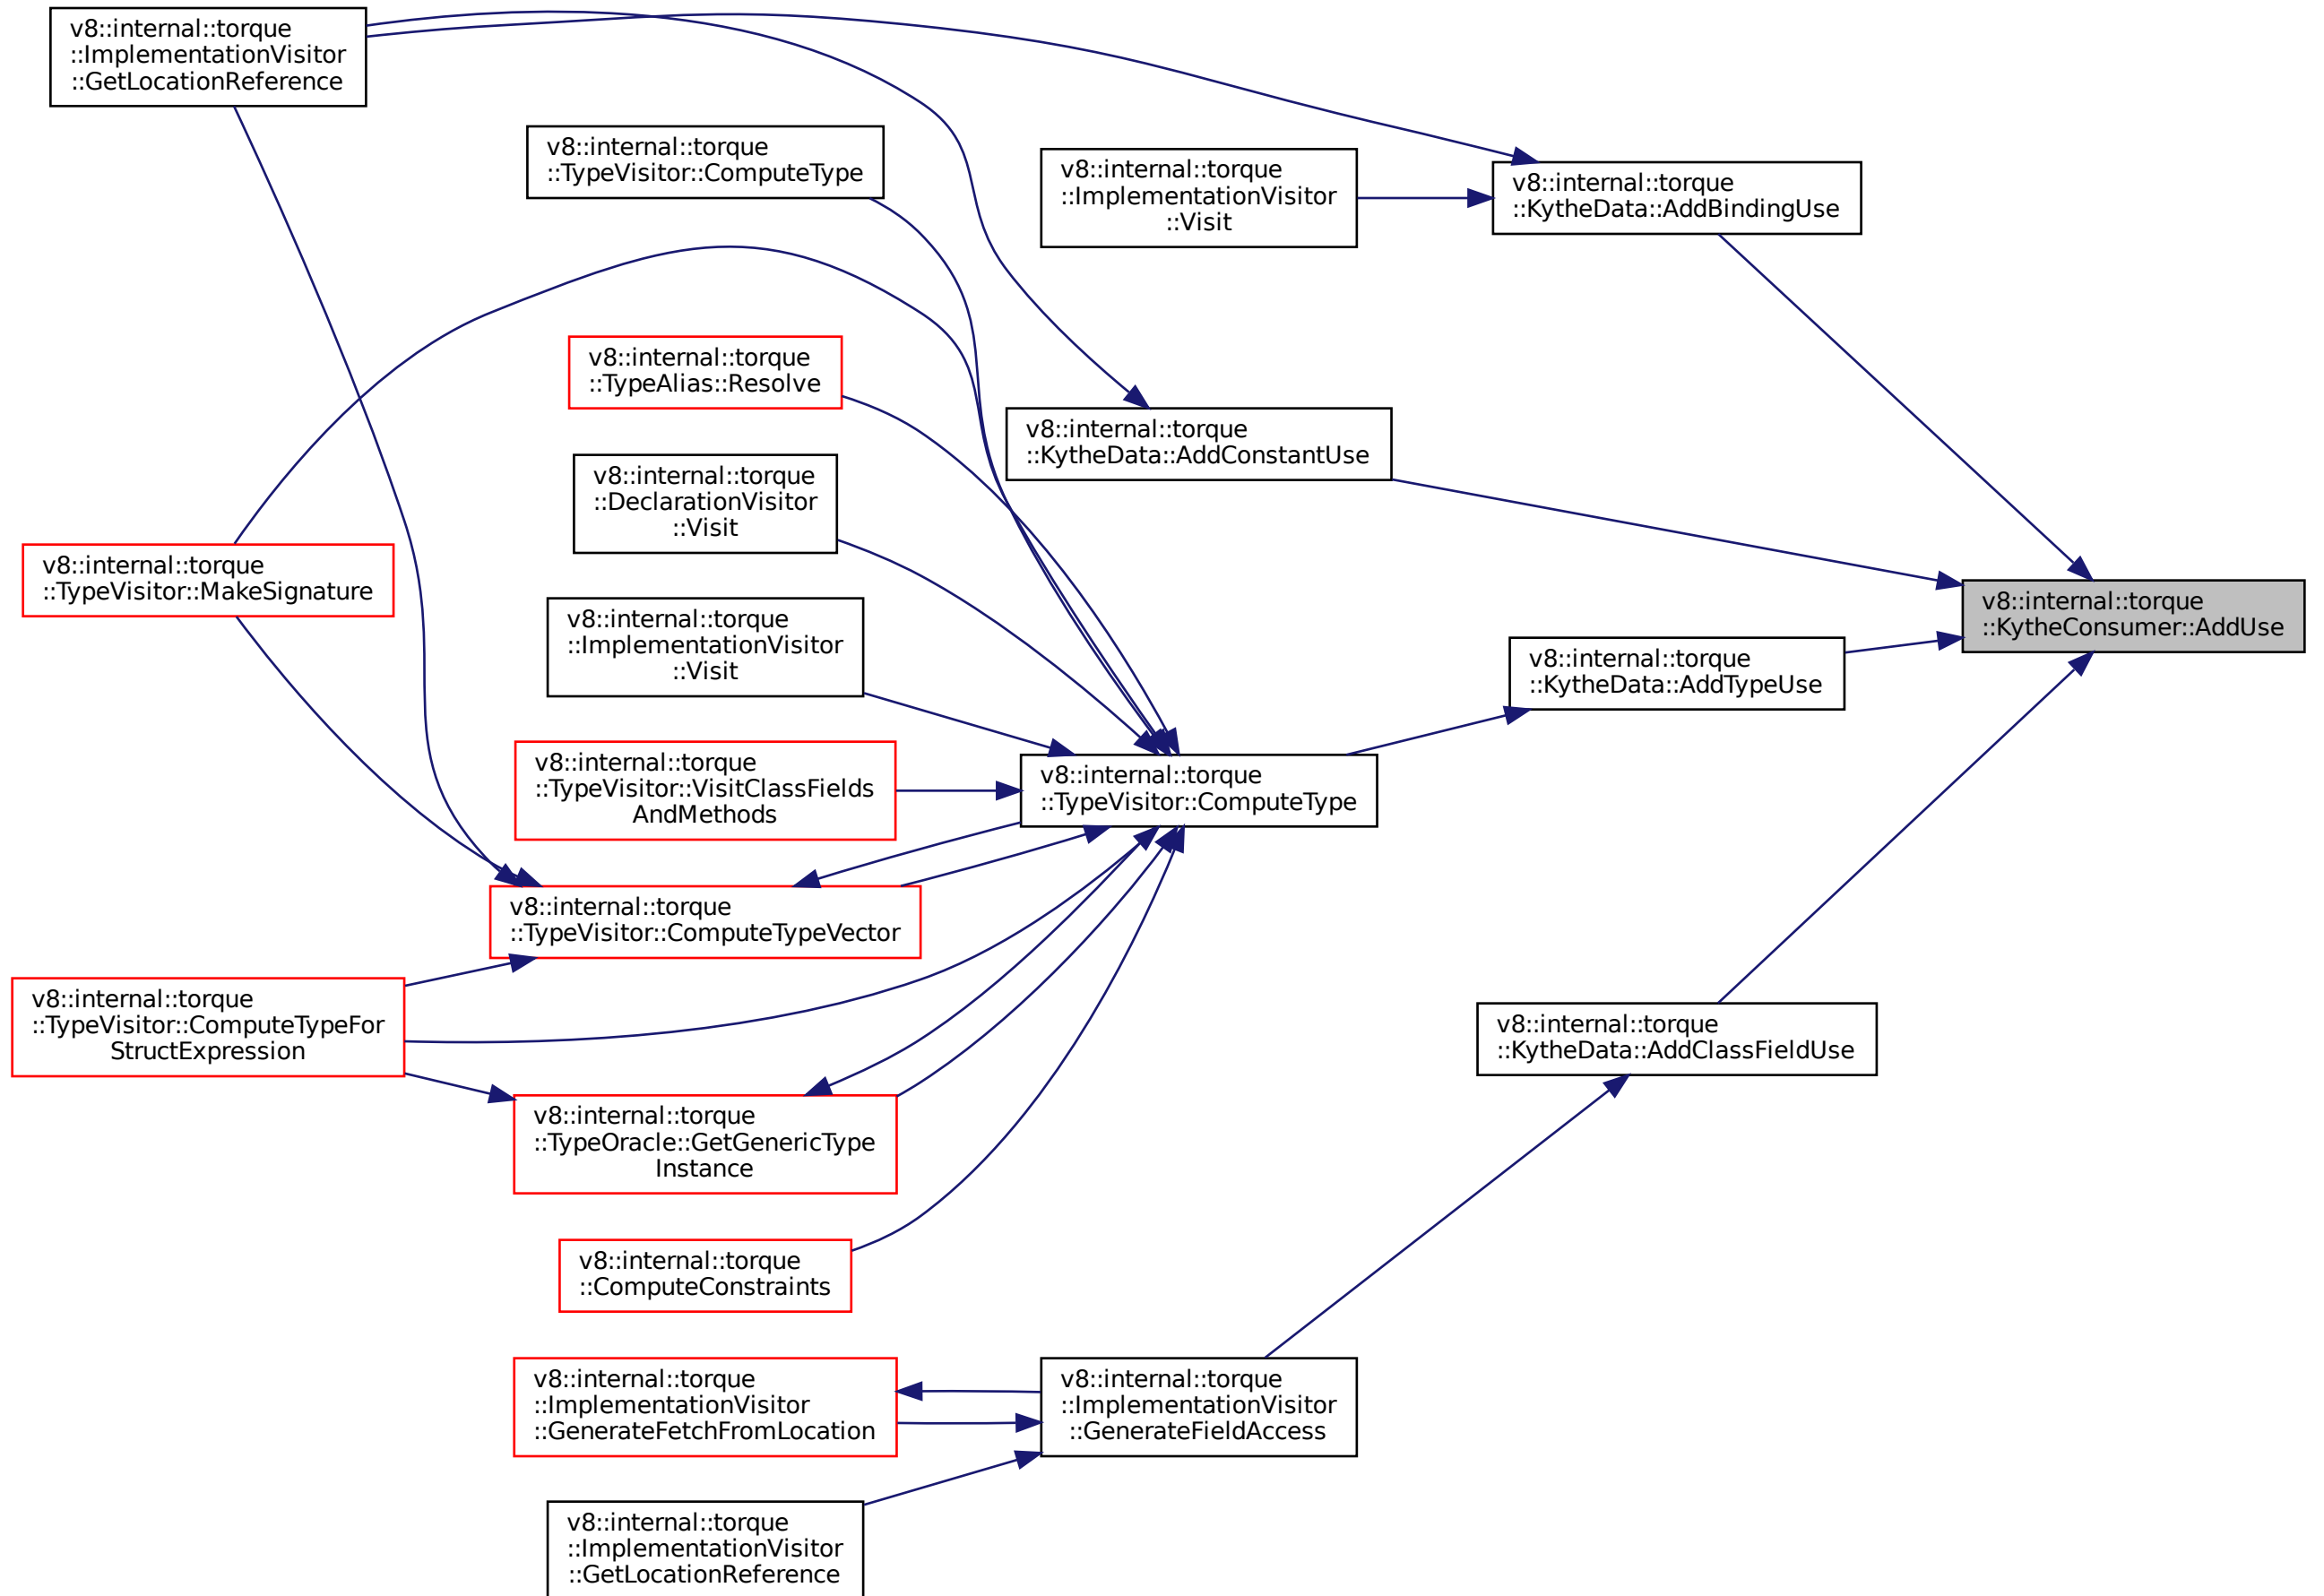 v8::internal::torque
::ImplementationVisitor
::GetLocationReference
v8::internal::torque
::TypeVisitor::ComputeType
v8::internal::torque
::ImplementationVisitor
::Visit
v8::internal::torque
::KytheData::AddBindingUse
v8::internal::torque
::TypeAlias::Resolve
v8::internal::torque
::KytheData::AddConstantUse
v8::internal::torque
::DeclarationVisitor
::Visit
v8::internal::torque
::TypeVisitor::MakeSignature
v8::internal::torque
::KytheConsumer::AddUse
v8::internal::torque
::ImplementationVisitor
::Visit
v8::internal::torque
::KytheData::AddTypeUse
v8::internal::torque
::TypeVisitor::VisitClassFields
AndMethods
v8::internal::torque
::TypeVisitor::ComputeType
v8::internal::torque
::TypeVisitor::ComputeTypeVector
v8::internal::torque
::TypeVisitor::ComputeTypeFor
StructExpression
v8::internal::torque
::KytheData::AddClassFieldUse
v8::internal::torque
::TypeOracle::GetGenericType
Instance
v8::internal::torque
::ComputeConstraints
v8::internal::torque
::ImplementationVisitor
::GenerateFetchFromLocation
v8::internal::torque
::ImplementationVisitor
::GenerateFieldAccess
v8::internal::torque
::ImplementationVisitor
::GetLocationReference